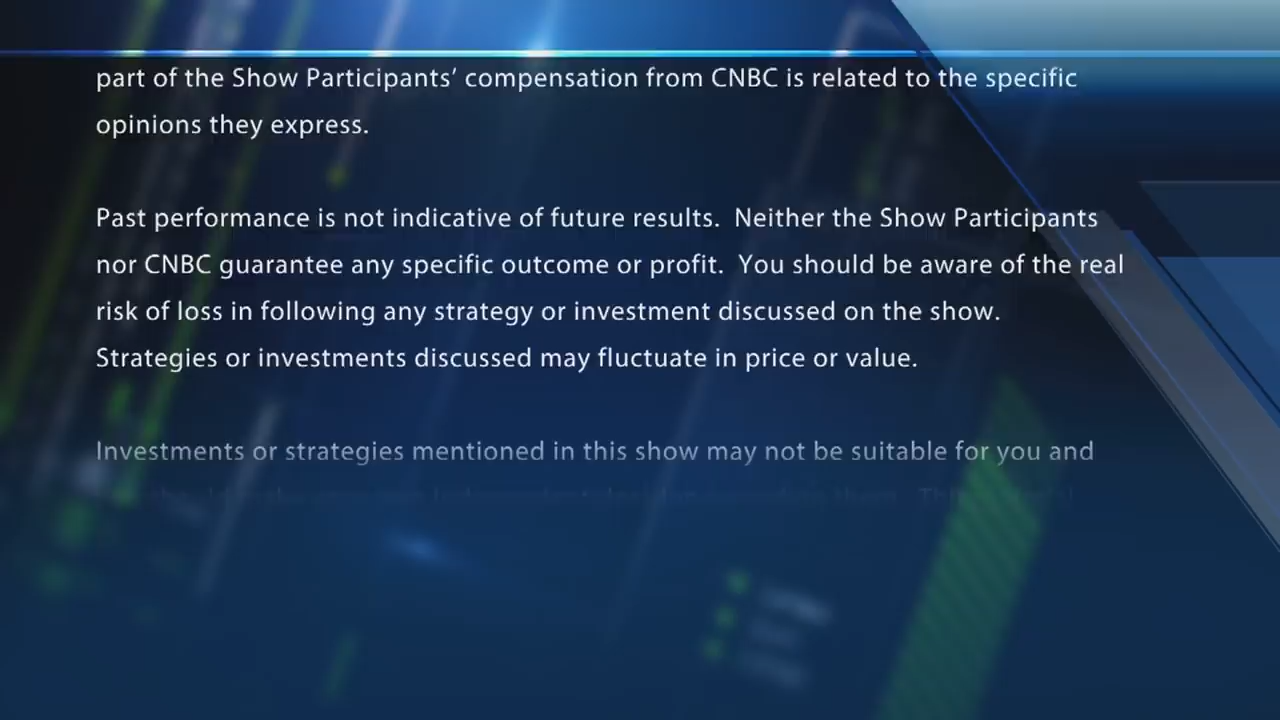 part of the Show Participants’ compensation from CNBC is related to the specific
opinions they express.
Past performance is not indicative of future results.  Neither the Show Participants
nor CNBC guarantee any specific outcome or profit.  You should be aware of the real
risk of loss in following any strategy or investment discussed on the show.
Strategies or investments discussed may fluctuate in price or value.
Investments or strategies mentioned in this show may not be suitable for you and